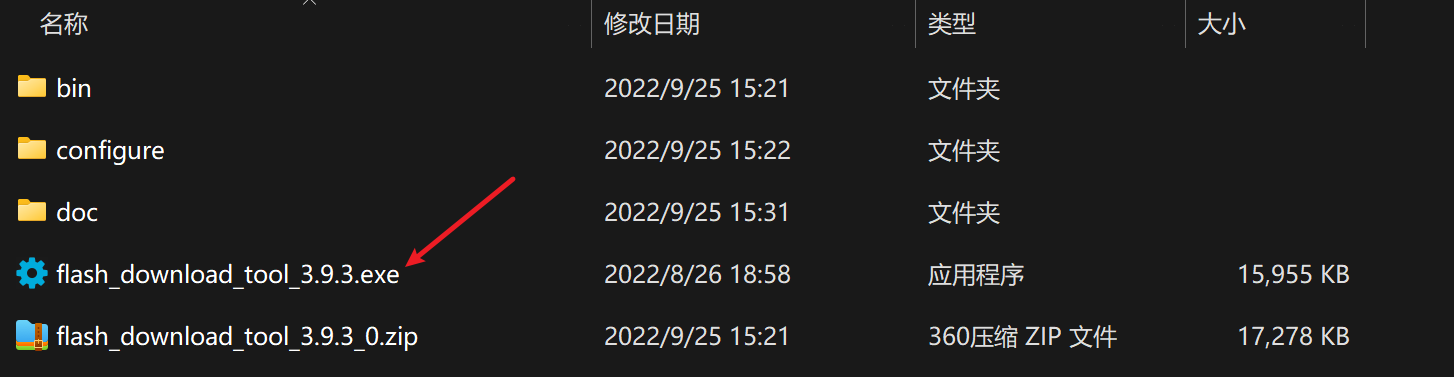 名称 修改日期 类型 大小
bin 2022/9/25 15:21 文件夹
configure 2022/9/25 15:22 文件夹
doc 2022/9/25 15:31 文件夹
flash_download_tool_3.9.3.exe 2022/8/26 18:58 应用程序 15,955 KB
flash_download_tool_3.9.3_0.zip 2022/9/25 15:21 360压缩 ZIP 文件 17,278 KB